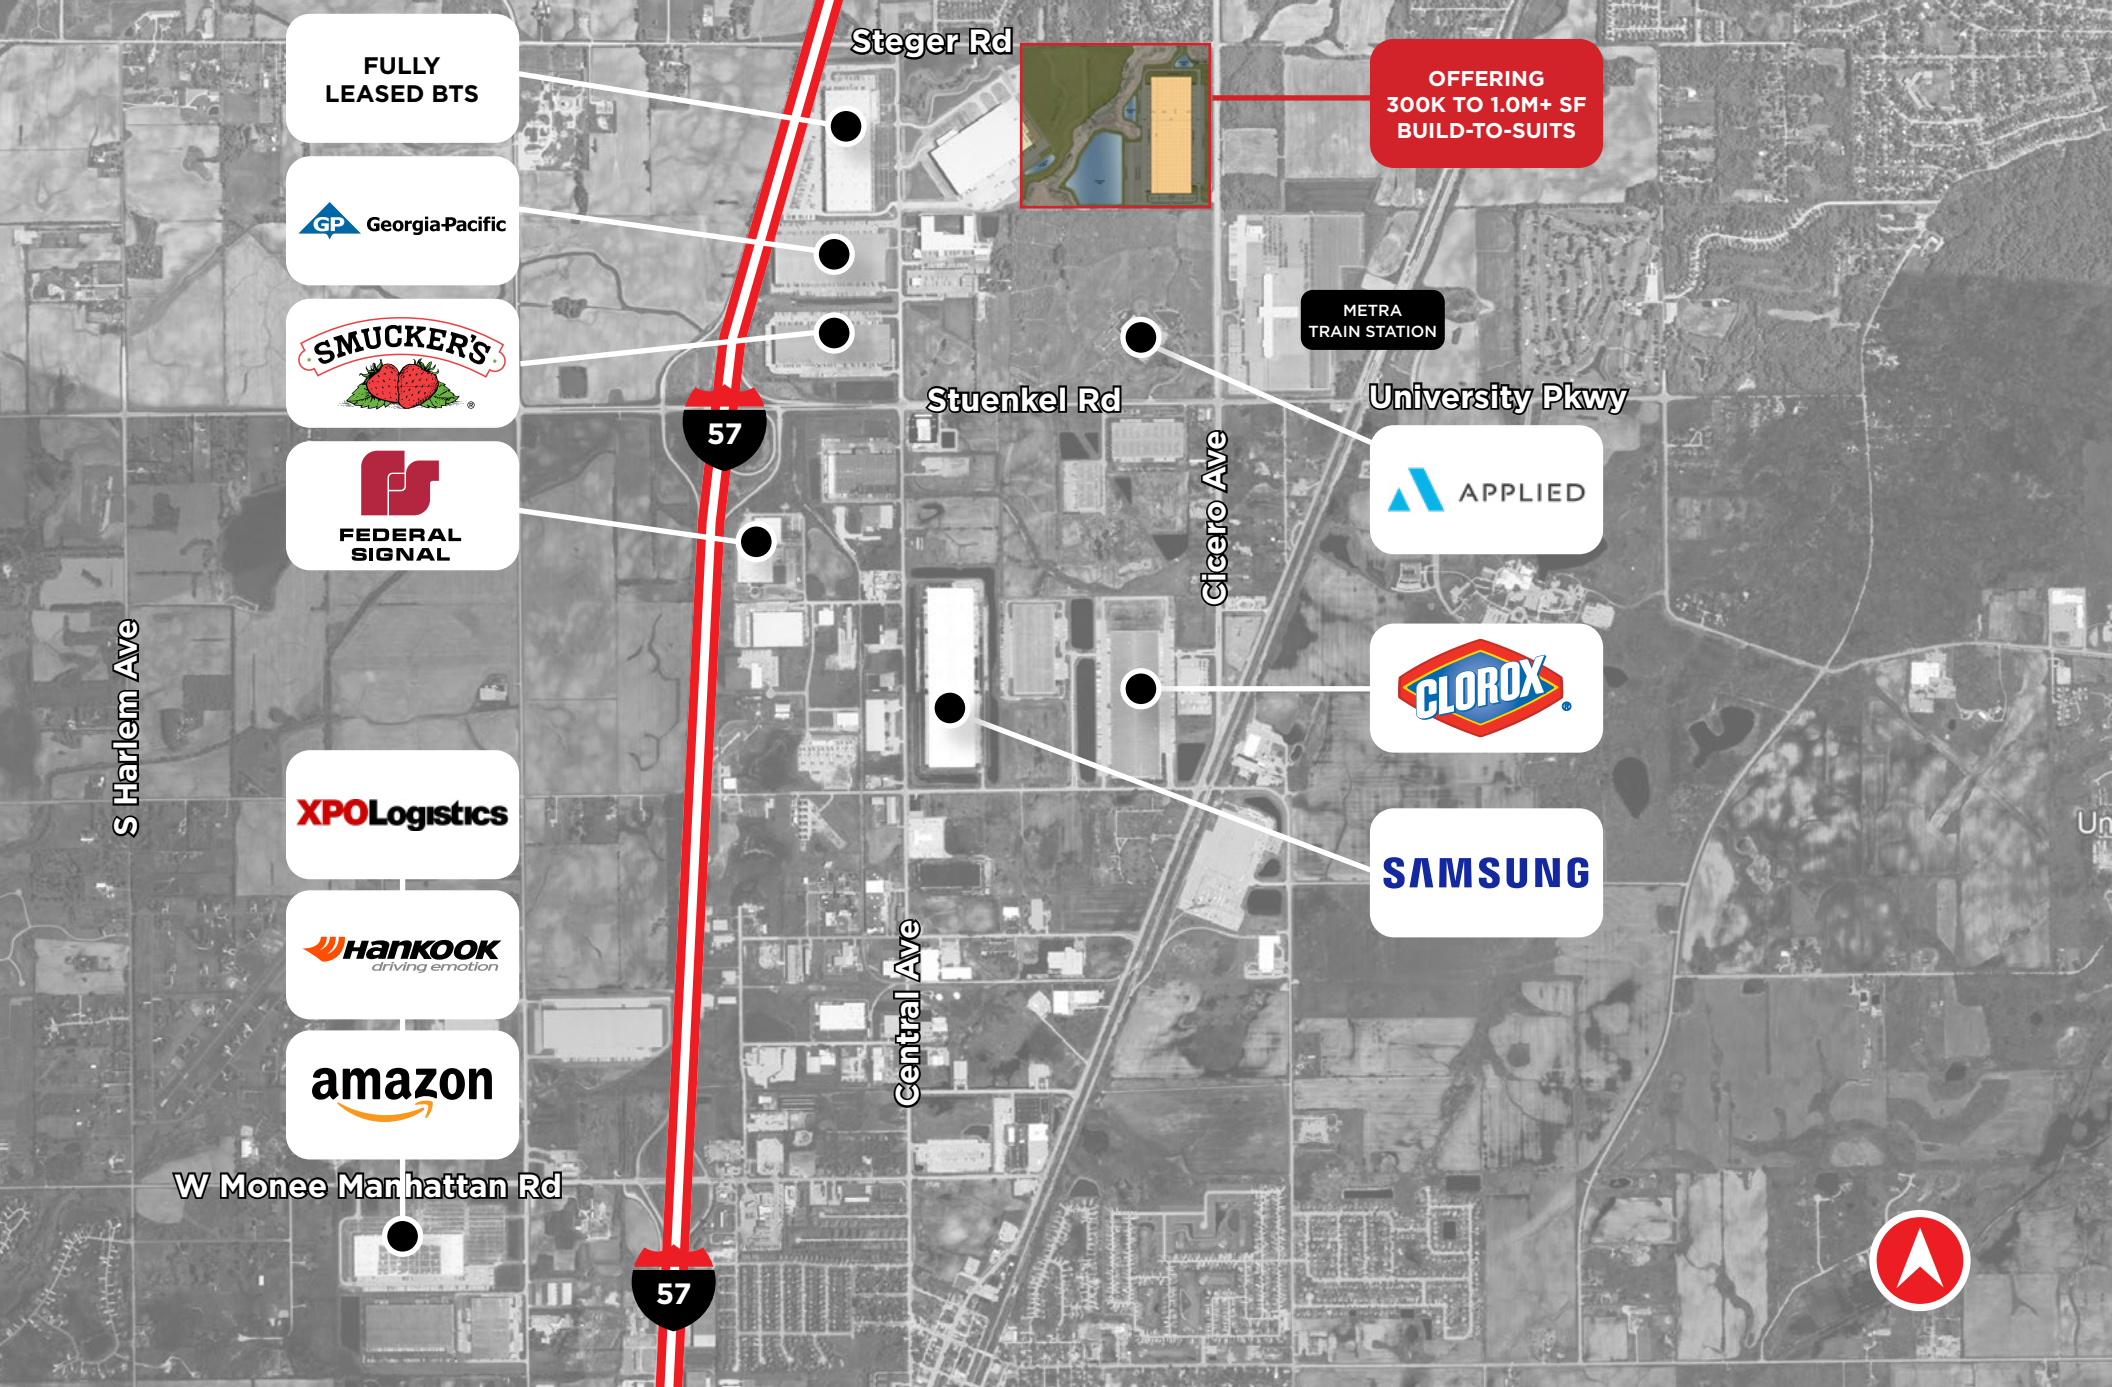 Steger Rd
FULLY
LEASED BTS
OFFERING
300K TO 1.0M+ SF
BUILD-TO-SUITS
GP Georgia-Pacific
SMUCKER'S
®
METRA
TRAIN STATION
Stuenkel Rd
University Pkwy
57
FEDERAL
SIGNAL
Cicero Ave
APPLIED
S Harlem Ave
CLOROX
®
XPOLogistics
SAMSUNG
Un
HANKOOK
driving emotion
Central Ave
amazon
W Monee Manhattan Rd
57